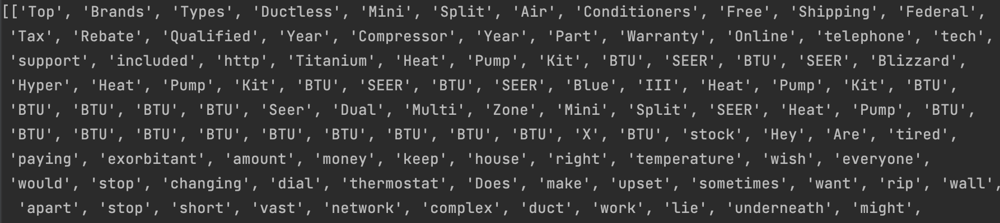 [['Top', 'Brands', 'Types', 'Ductless', 'Mini', 'Split', 'Air', 'Conditioners', 'Free', 'Shipping', 'Federal',
'Tax', 'Rebate', 'Qualified', 'Year', 'Compressor', 'Year', 'Part', 'Warranty', 'Online', 'telephone', 'tech',
'support', 'included', 'http', 'Titanium', 'Heat', 'Pump', 'Kit', 'BTU', 'SEER', 'BTU', 'SEER', 'Blizzard',
'Hyper', 'Heat', 'Pump', 'Kit', 'BTU', 'SEER', 'BTU', 'SEER', 'Blue', 'III', 'Heat', 'Pump', 'Kit', 'BTU',
'BTU', 'BTU', 'BTU', 'BTU', 'Seer', 'Dual', 'Multi', 'Zone', 'Mini', 'Split', 'SEER', 'Heat', 'Pump', 'BTU',
'BTU', 'BTU', 'BTU', 'BTU', 'BTU', 'BTU', 'BTU', 'BTU', 'BTU', 'X', 'BTU', 'stock', 'Hey', 'Are', 'tired',
'paying', 'exorbitant', 'amount', 'money', 'keep', 'house', 'right', 'temperature', 'wish', 'everyone',
'would', 'stop', 'changing', 'dial', 'thermostat', 'Does', 'make', 'upset', 'sometimes', 'want', 'rip', 'wall',
'apart', 'stop', 'short', 'vast', 'network', 'complex', 'duct', 'work', 'lie', 'underneath', 'might',